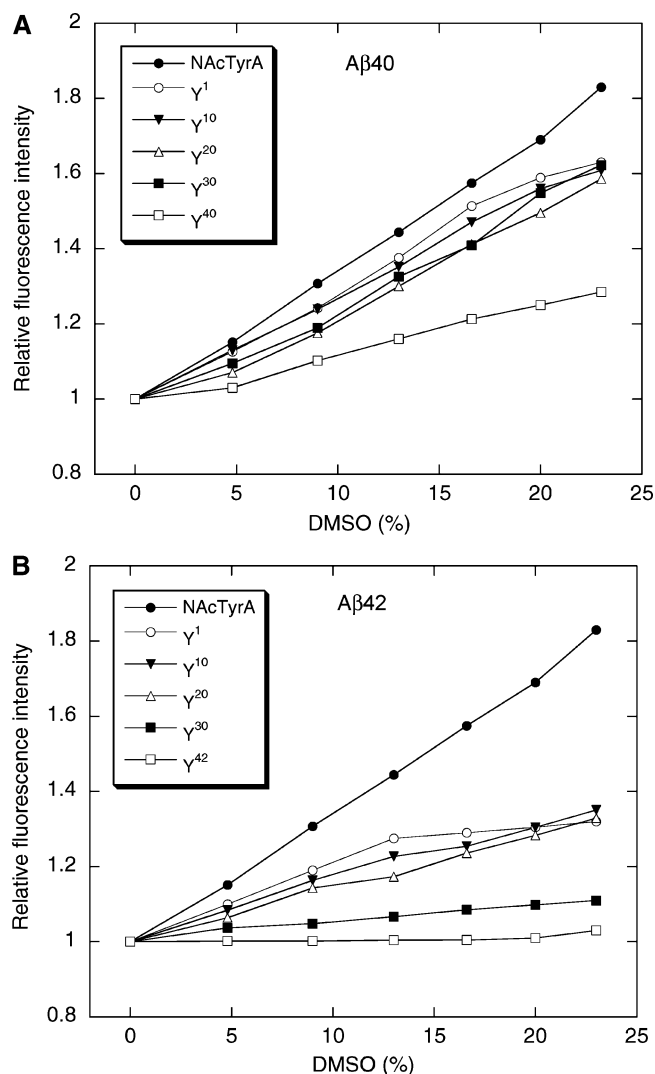 A
Aβ40
NAcTyrA
Y¹
Y¹⁰
Y²⁰
Y³⁰
Y⁴⁰
Relative fluorescence intensity
2
1.8
1.6
1.4
1.2
1
0.8
0 5 10 15 20 25
DMSO (%)
B
Aβ42
NAcTyrA
Y¹
Y¹⁰
Y²⁰
Y³⁰
Y⁴²
Relative fluorescence intensity
2
1.8
1.6
1.4
1.2
1
0.8
0 5 10 15 20 25
DMSO (%)